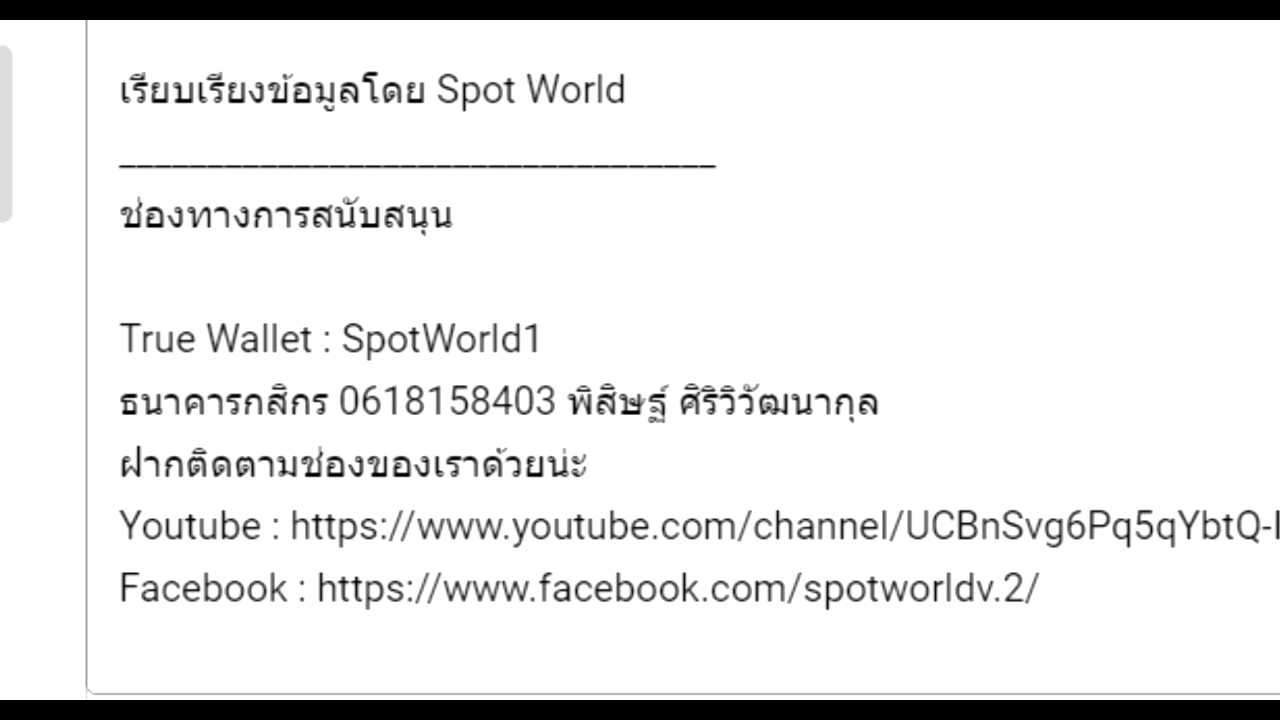 เรียบเรียงข้อมูลโดย Spot World
__________________________________
ช่องทางการสนับสนุน
True Wallet : SpotWorld1
ธนาคารกสิกร 0618158403 พิสิษฐ์ ศิริวิวัฒนากุล
ฝากติดตามช่องของเราด้วยน่ะ
Youtube : https://www.youtube.com/channel/UCBnSvg6Pq5qYbtQ-
Facebook : https://www.facebook.com/spotworldv.2/